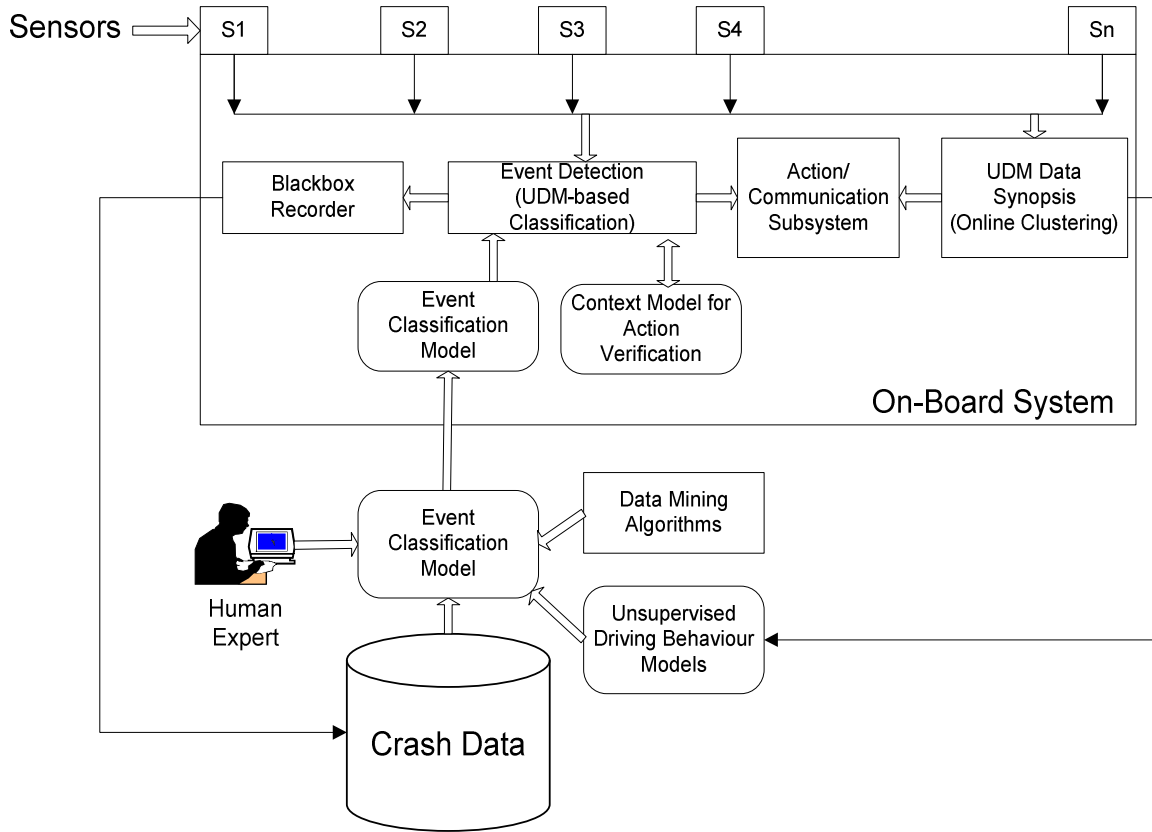 Sensors
S1
S2
S3
S4
Sn
Blackbox
Recorder
Event Detection
(UDM-based
Classification)
Action/
Communication
Subsystem
UDM Data
Synopsis
(Online Clustering)
Event
Classification
Model
Context Model for
Action
Verification
On-Board System
Human
Expert
Event
Classification
Model
Data Mining
Algorithms
Unsupervised
Driving Behaviour
Models
Crash Data